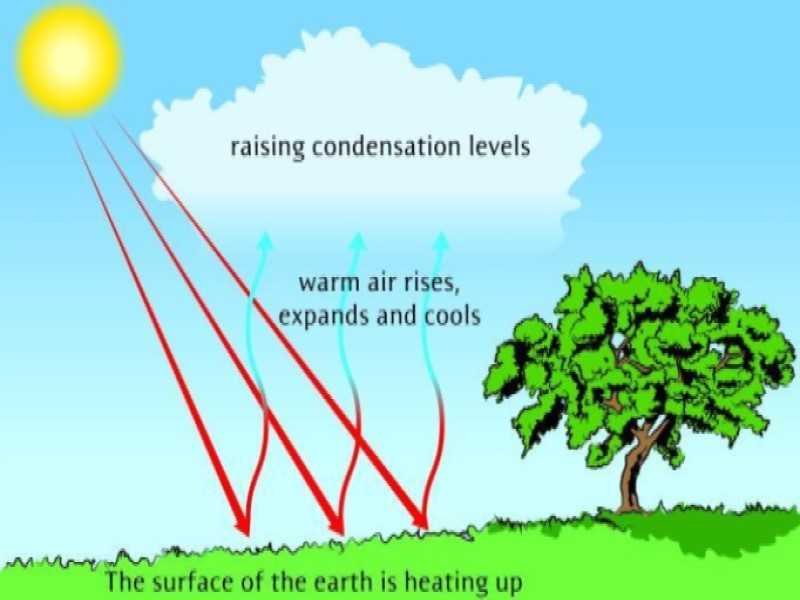 raising condensation levels
warm air rises,
expands and cools
The surface of the earth is heating up